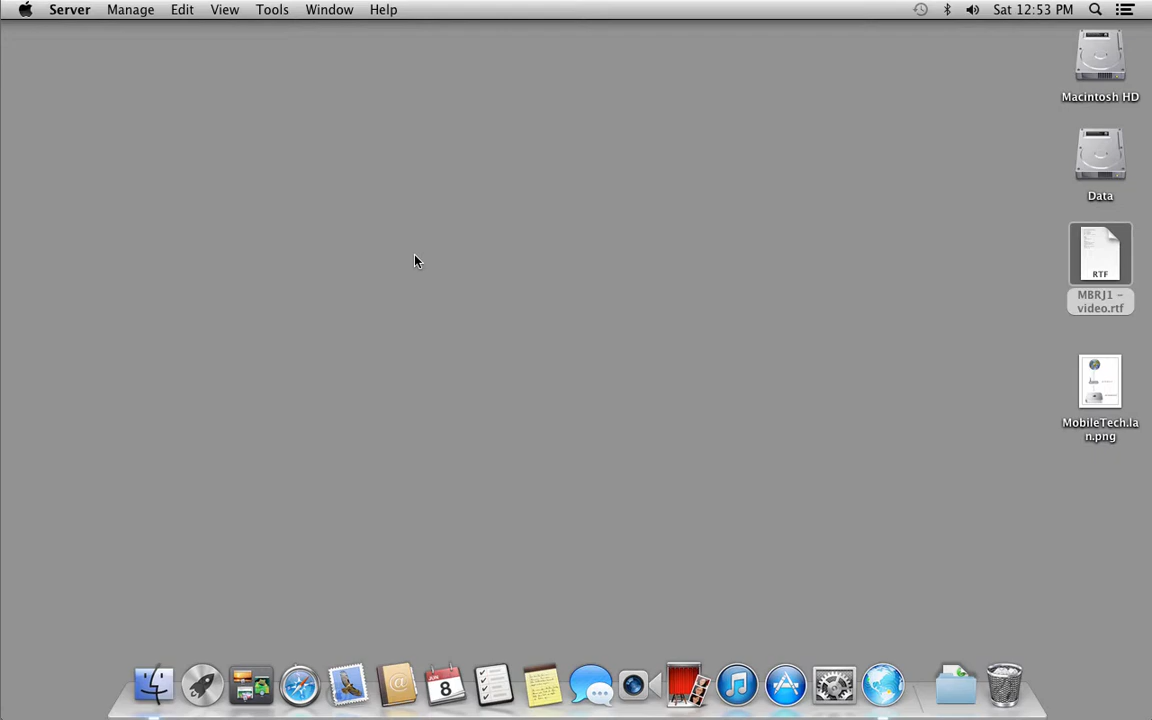 Server Manage Edit View Tools Window Help Sat 12:53 PM
Macintosh HD
Data
RTF
MBRJ1 -
video.rtf
MobileTech.la
n.png
JUN
8
@